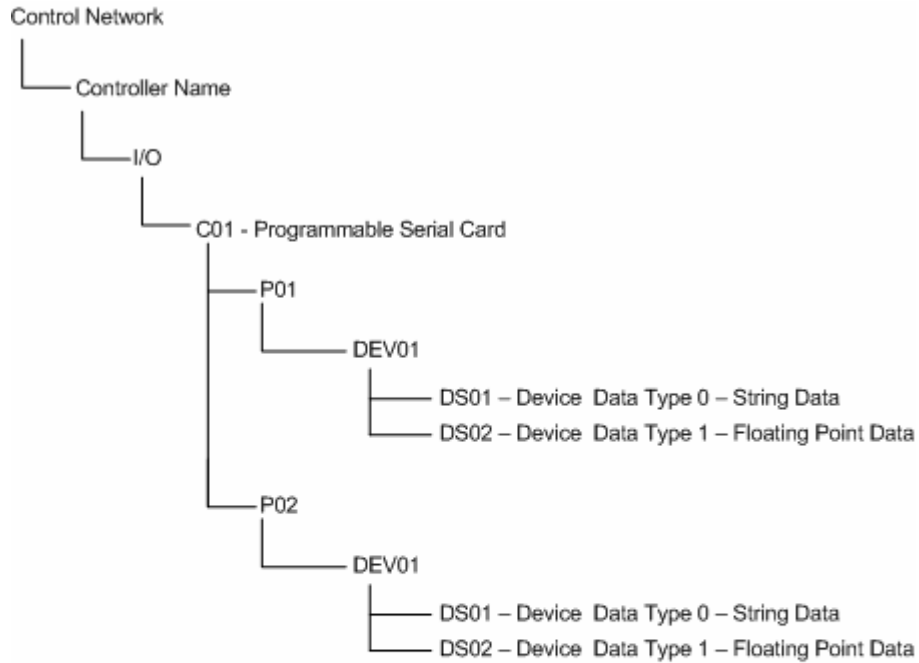 Control Network
Controller Name
I/O
C01 - Programmable Serial Card
P01
DEV01
DS01 – Device  Data Type 0 – String Data
DS02 – Device  Data Type 1 – Floating Point Data
P02
DEV01
DS01 – Device  Data Type 0 – String Data
DS02 – Device  Data Type 1 – Floating Point Data